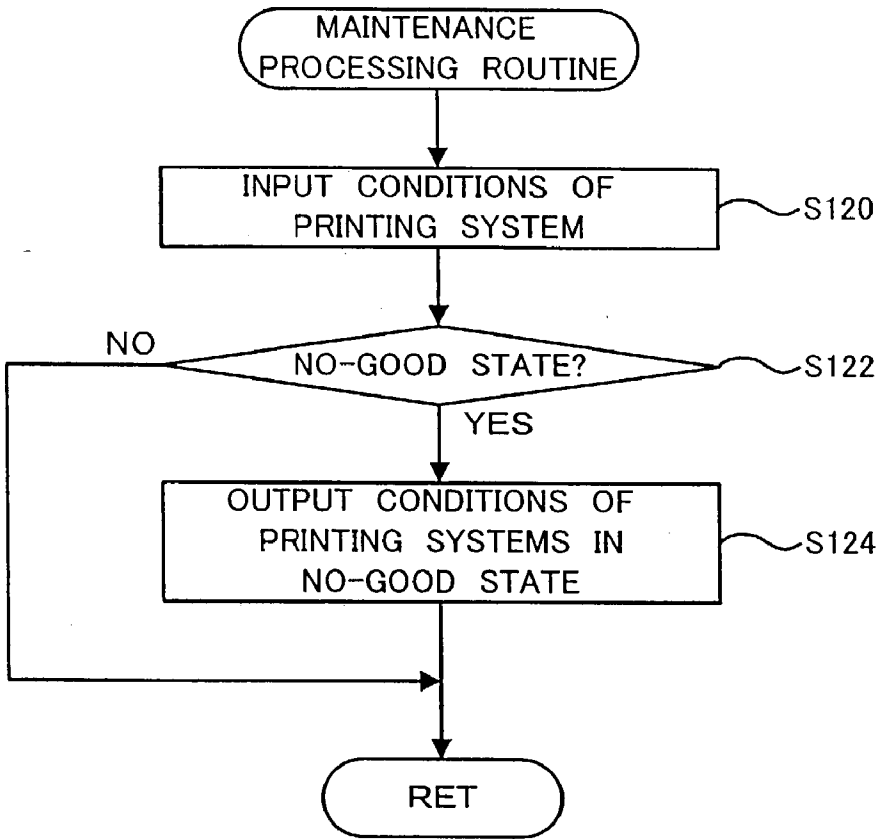 MAINTENANCE
PROCESSING ROUTINE
INPUT CONDITIONS OF
PRINTING SYSTEM
S120
NO
NO-GOOD STATE?
S122
YES
OUTPUT CONDITIONS OF
PRINTING SYSTEMS IN
NO-GOOD STATE
S124
RET